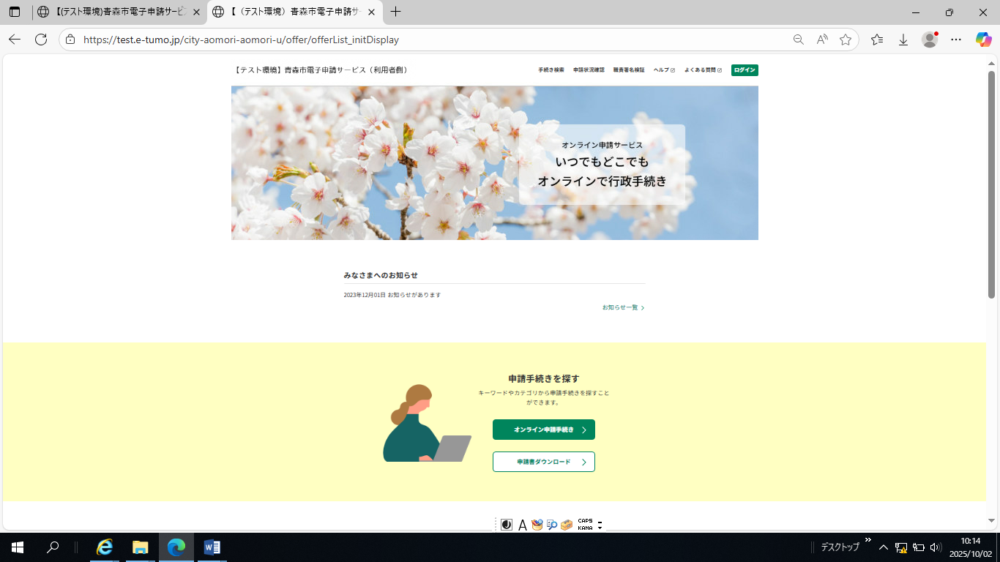 【(テスト環境)青森市電子申請サービス
【（テスト環境）青森市電子申請サー
https://test.e-tumo.jp/city-aomori-aomori-u/offer/offerList_initDisplay
【テスト環境】青森市電子申請サービス（利用者側）
手続き検索 申請状況確認 職責署名検証 ヘルプ よくある質問 ログイン
オンライン申請サービス
いつでもどこでも
オンラインで行政手続き
みなさまへのお知らせ
2023年12月01日 お知らせがあります
お知らせ一覧
申請手続きを探す
キーワードやカテゴリから申請手続きを探すこと
ができます。
オンライン申請手続き
申請書ダウンロード
A
CAPS
KANA
デスクトップ
10:14
2025/10/02